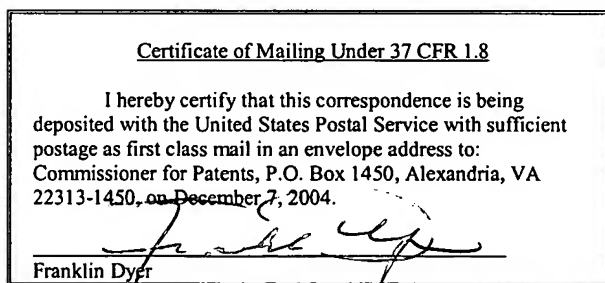 Certificate of Mailing Under 37 CFR 1.8
I hereby certify that this correspondence is being
deposited with the United States Postal Service with sufficient
postage as first class mail in an envelope address to:
Commissioner for Patents, P.O. Box 1450, Alexandria, VA
22313-1450, on December 7, 2004.
Franklin Dyer